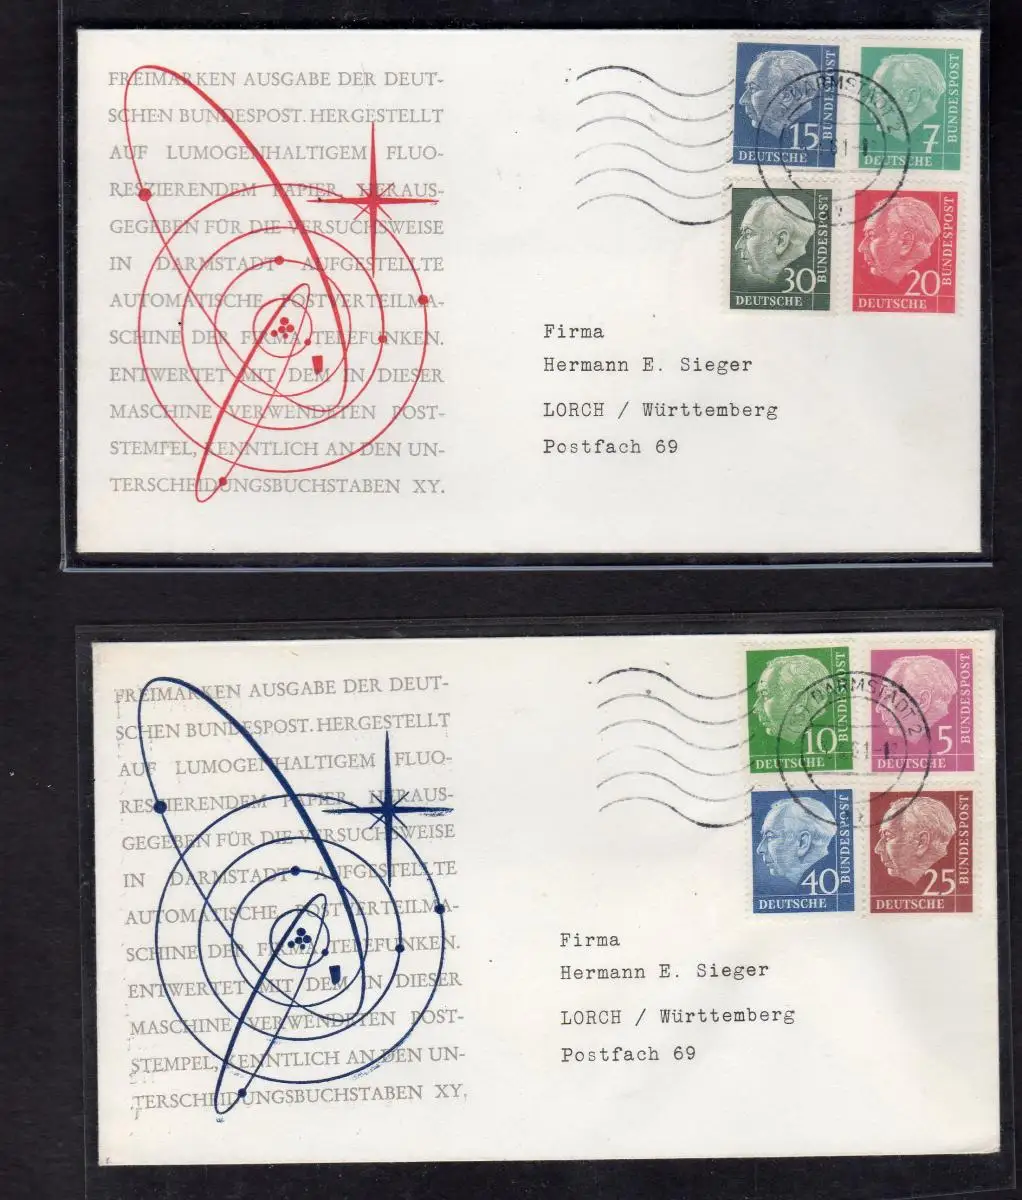 FREIMARKEN AUSGABE DER DEUT-
SCHEN BUNDESPOST. HERGESTELLT
AUF LUMOGENHALTIGEM FLUO-
RESZIERENDEM PAPIER HERAUS-
GEGEBEN FÜR DIE VERSUCHSWEISE
IN DARMSTADT AUFGESTELLTE
AUTOMATISCHE POSTVERTEILMA-
SCHINE DER FIRMA TELEFUNKEN.
ENTWERTET MIT DEM IN DIESER
MASCHINE VERWENDETEN POST-
STEMPEL, KENNTLICH AN DEN UN-
TERSCHEIDUNGSBUCHSTABEN XY.
15
DEUTSCHE
BUNDESPOST
7
DEUTSCHE
BUNDESPOST
DARMSTADT 2
30
DEUTSCHE
BUNDESPOST
20
DEUTSCHE
BUNDESPOST
Firma
Hermann E. Sieger
LORCH / Württemberg
Postfach 69
FREIMARKEN AUSGABE DER DEUT-
SCHEN BUNDESPOST. HERGESTELLT
AUF LUMOGENHALTIGEM FLUO-
RESZIERENDEM PAPIER HERAUS-
GEGEBEN FÜR DIE VERSUCHSWEISE
IN DARMSTADT AUFGESTELLTE
AUTOMATISCHE POSTVERTEILMA-
SCHINE DER FIRMA TELEFUNKEN.
ENTWERTET MIT DEM IN DIESER
MASCHINE VERWENDETEN POST-
STEMPEL, KENNTLICH AN DEN UN-
TERSCHEIDUNGSBUCHSTABEN XY.
10
DEUTSCHE
BUNDESPOST
5
DEUTSCHE
BUNDESPOST
DARMSTADT 2
40
DEUTSCHE
BUNDESPOST
25
DEUTSCHE
BUNDESPOST
Firma
Hermann E. Sieger
LORCH / Württemberg
Postfach 69